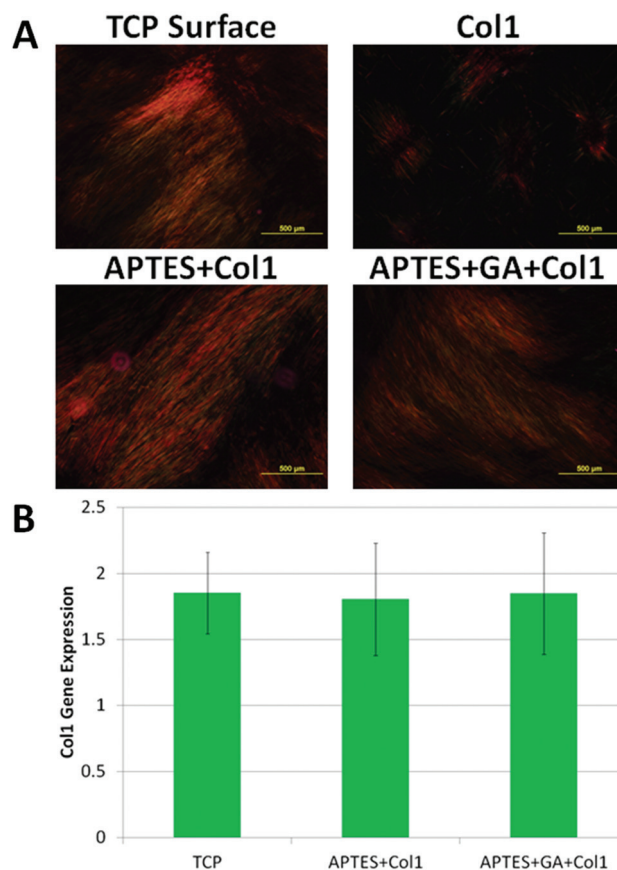 A
TCP Surface
Col1
500 µm
500 µm
APTES+Col1
APTES+GA+Col1
500 µm
500 µm
B
Col1 Gene Expression
2.5
2
1.5
1
0.5
0
TCP
APTES+Col1
APTES+GA+Col1